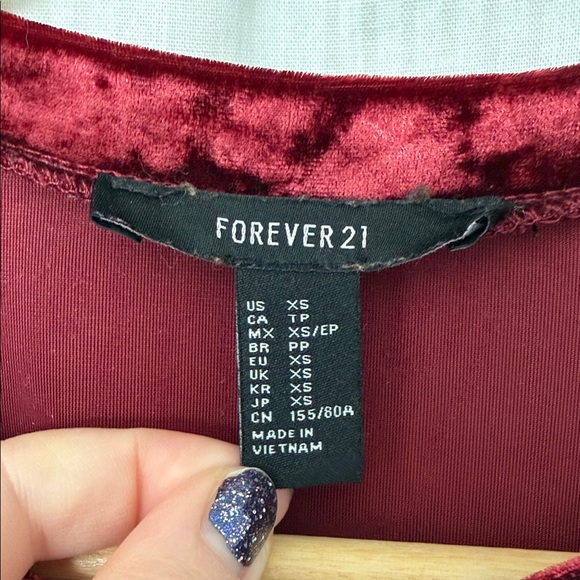 FOREVER 21
US XS
CA TP
MX XS/EP
BR PP
EU XS
UK XS
KR XS
JP XS
CN 155/80A
MADE IN
VIETNAM